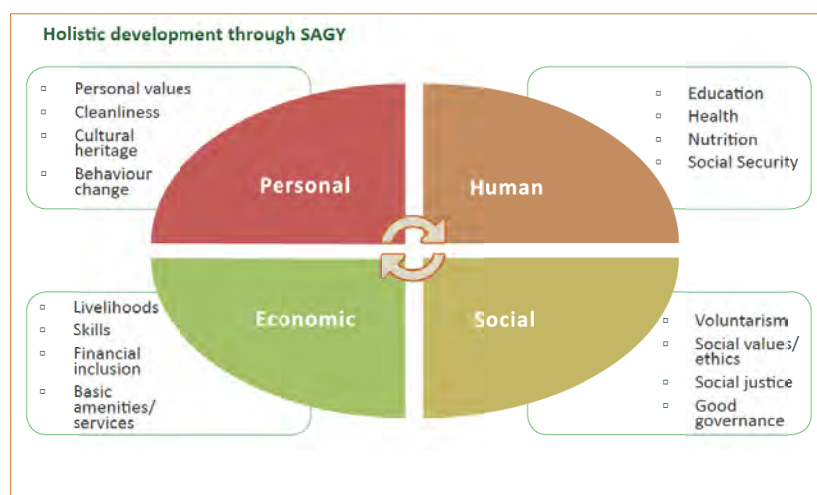 Holistic development through SAGY
Personal values
Cleanliness
Cultural
heritage
Behaviour
change
Personal
Human
Education
Health
Nutrition
Social Security
Livelihoods
Skills
Financial
inclusion
Basic
amenities/
services
Economic
Social
Voluntarism
Social values/
ethics
Social justice
Good
governance